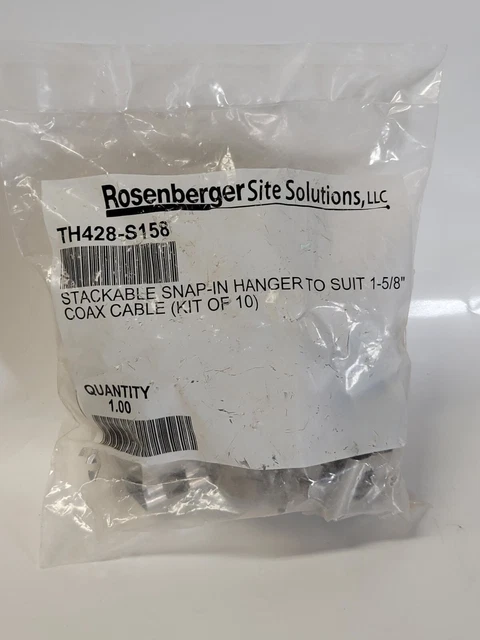 Rosenberger Site Solutions, LLC
TH428-S158
STACKABLE SNAP-IN HANGER TO SUIT 1-5/8"
COAX CABLE (KIT OF 10)
QUANTITY
1.00